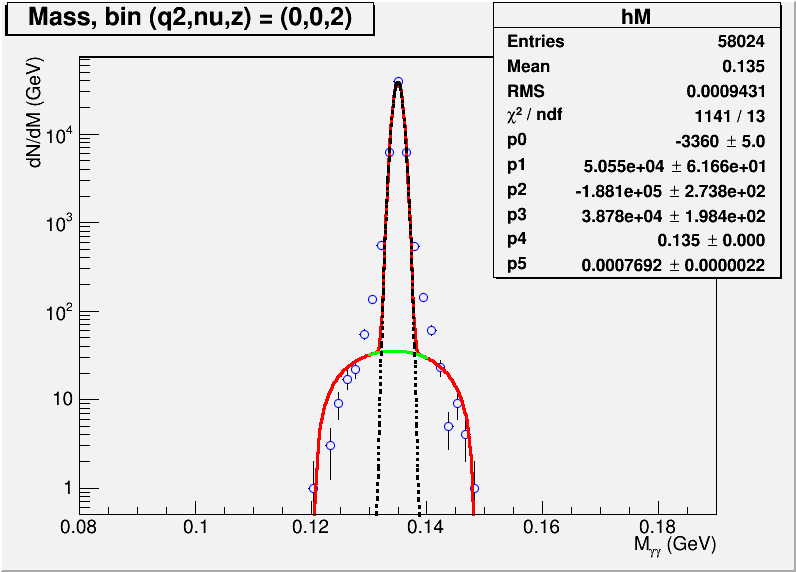 Mass, bin (q2,nu,z) = (0,0,2)
hM
Entries 58024
Mean 0.135
RMS 0.0009431
χ² / ndf 1141 / 13
p0 -3360 ± 5.0
p1 5.055e+04 ± 6.166e+01
p2 -1.881e+05 ± 2.738e+02
p3 3.878e+04 ± 1.984e+02
p4 0.135 ± 0.000
p5 0.0007692 ± 0.0000022
dN/dM (GeV)
10⁴
10³
10²
10
1
0.08 0.1 0.12 0.14 0.16 0.18
Mγγ (GeV)